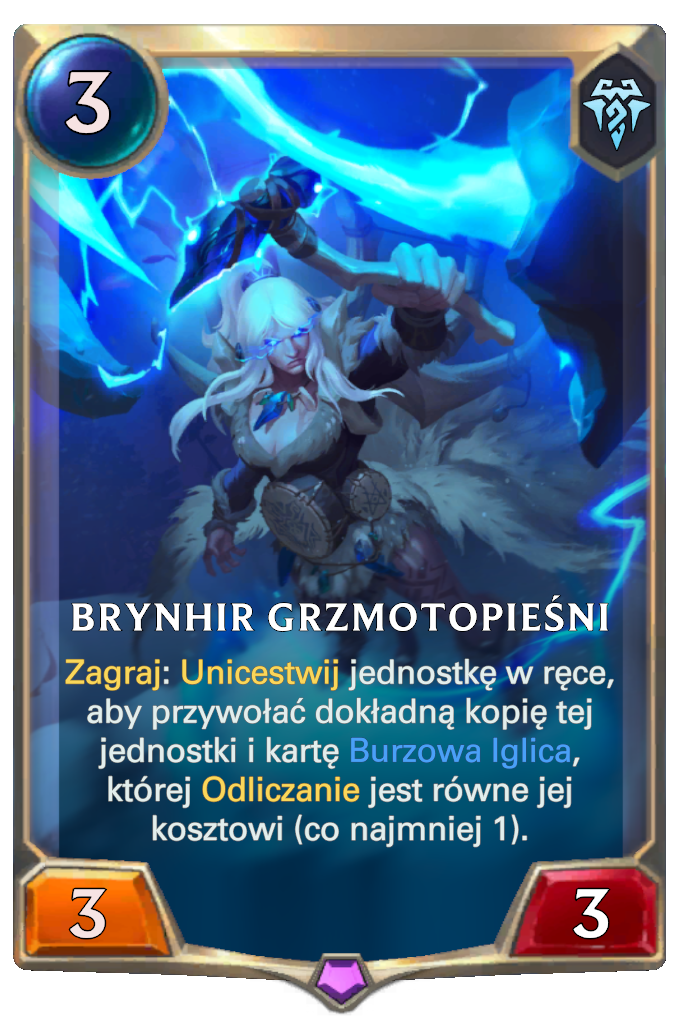 3
BRYNHIR GRZMOTOPIEŚNI
Zagraj: Unicestwij jednostkę w ręce,
aby przywołać dokładną kopię tej
jednostki i kartę Burzowa Iglica,
której Odliczanie jest równe jej
kosztowi (co najmniej 1).
3
3